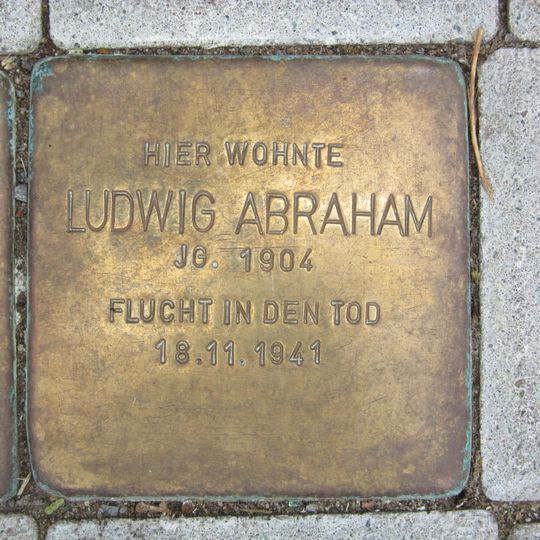 HIER WOHNTE
LUDWIG ABRAHAM
JG. 1904
FLUCHT IN DEN TOD
18.11.1941